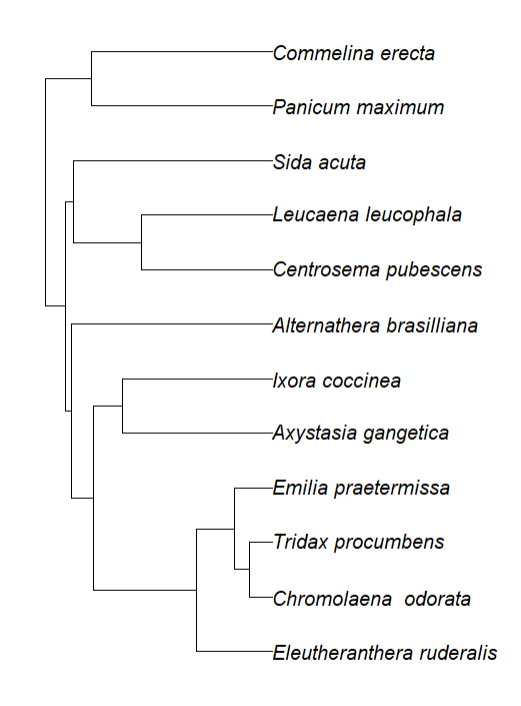 Commelina erecta
Panicum maximum
Sida acuta
Leucaena leucophala
Centrosema pubescens
Alternathera brasilliana
Ixora coccinea
Axystasia gangetica
Emilia praetermissa
Tridax procumbens
Chromolaena  odorata
Eleutheranthera ruderalis